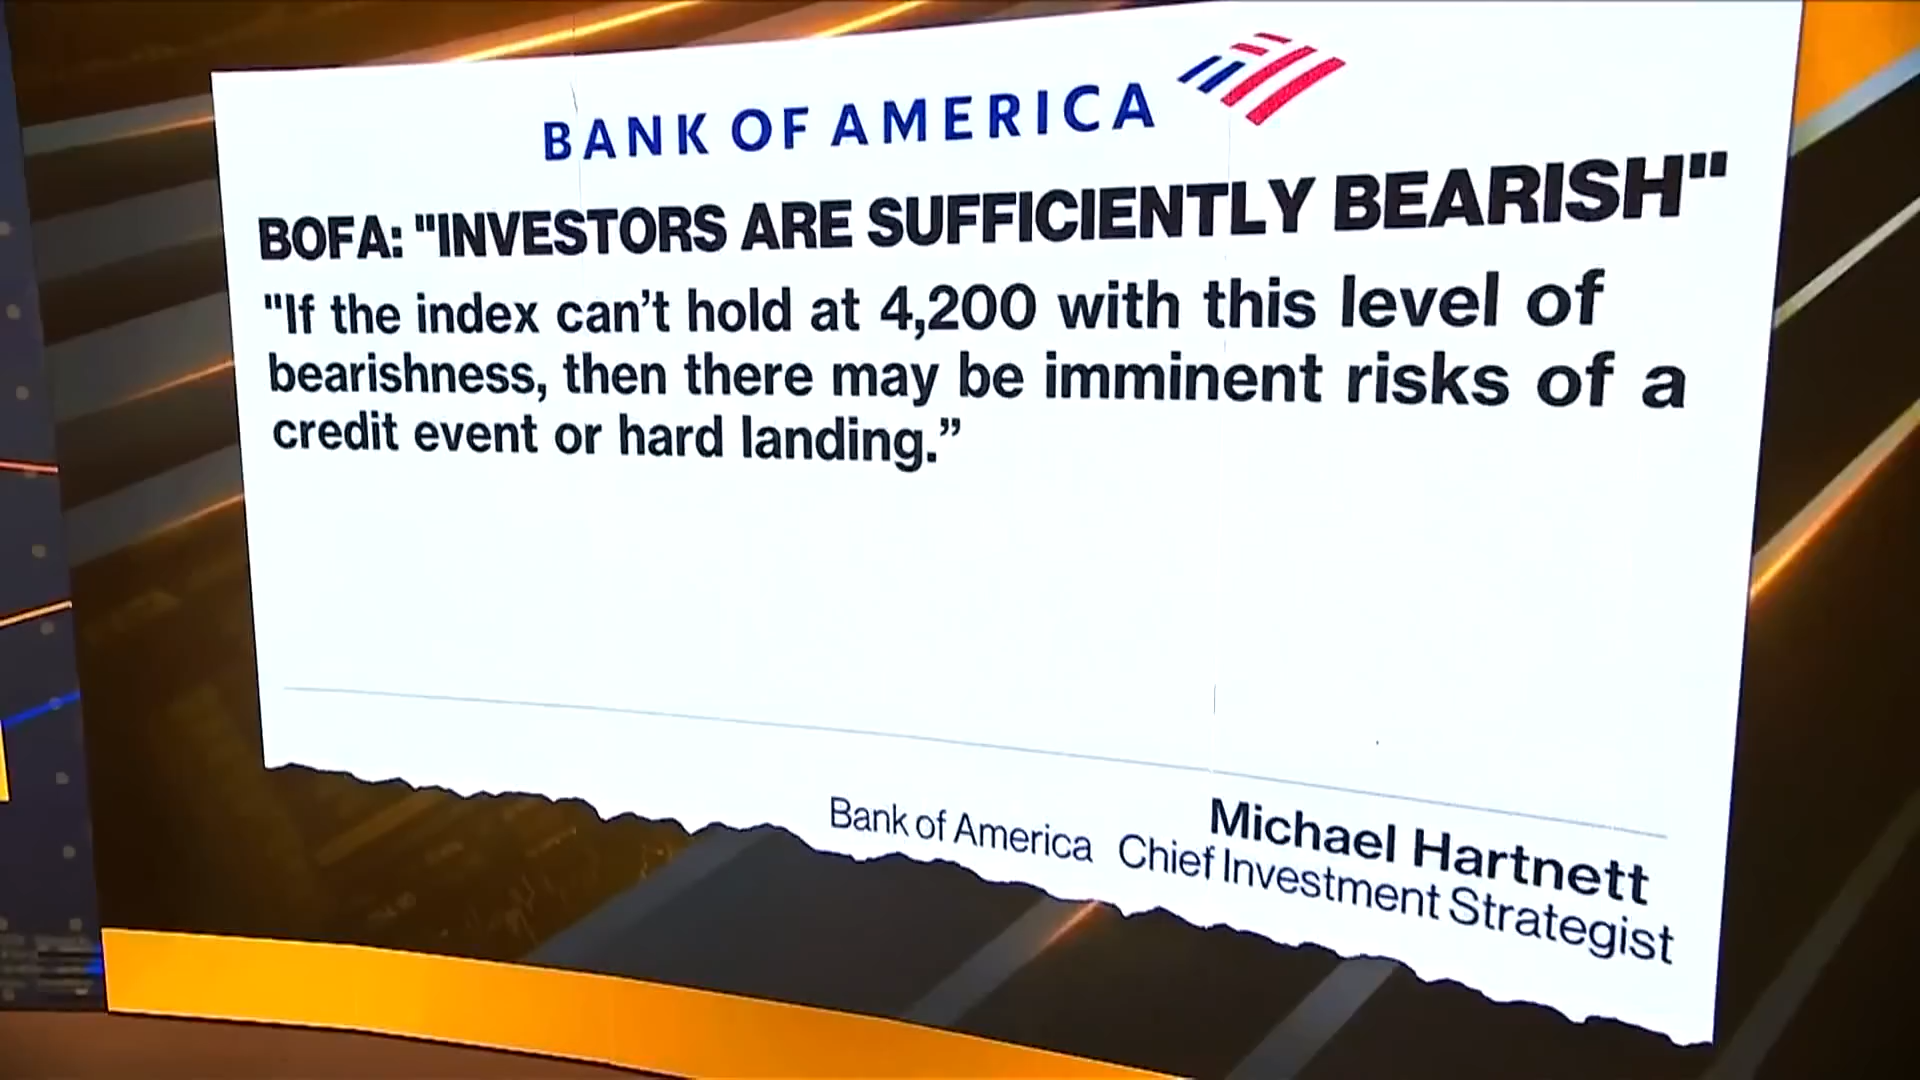 BANK OF AMERICA
BOFA: "INVESTORS ARE SUFFICIENTLY BEARISH"
"If the index can’t hold at 4,200 with this level of
bearishness, then there may be imminent risks of a
credit event or hard landing.”
Michael Hartnett
Bank of America Chief Investment Strategist